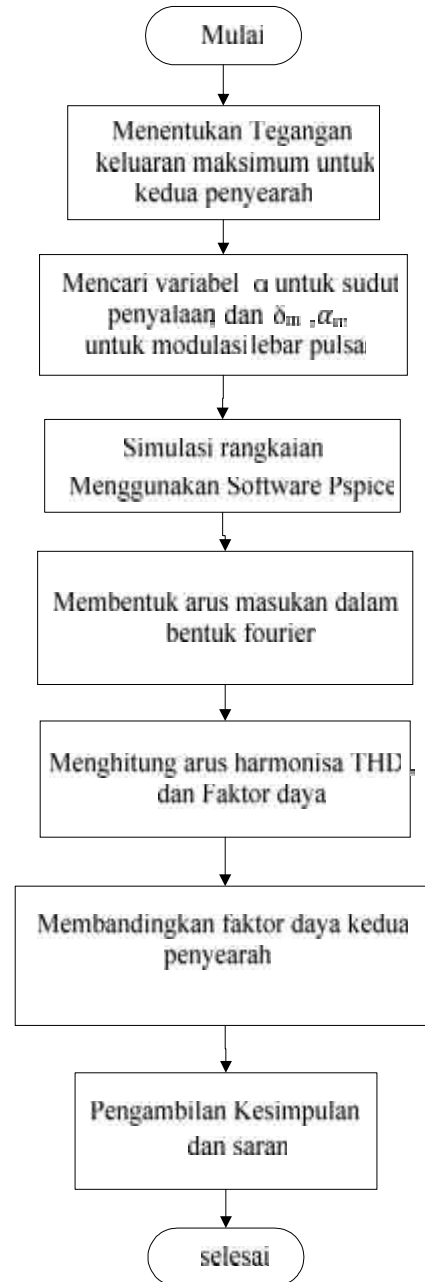 Mulai
Menentukan Tegangan
keluaran maksimum untuk
kedua penyearah
Mencari variabel α untuk sudut
penyalaan dan δₘ , αₘ
untuk modulasi lebar pulsa
Simulasi rangkaian
Menggunakan Software Pspice
Membentuk arus masukan dalam
bentuk fourier
Menghitung arus harmonisa THD ,
dan Faktor daya
Membandingkan faktor daya kedua
penyearah
Pengambilan Kesimpulan
dan saran
selesai